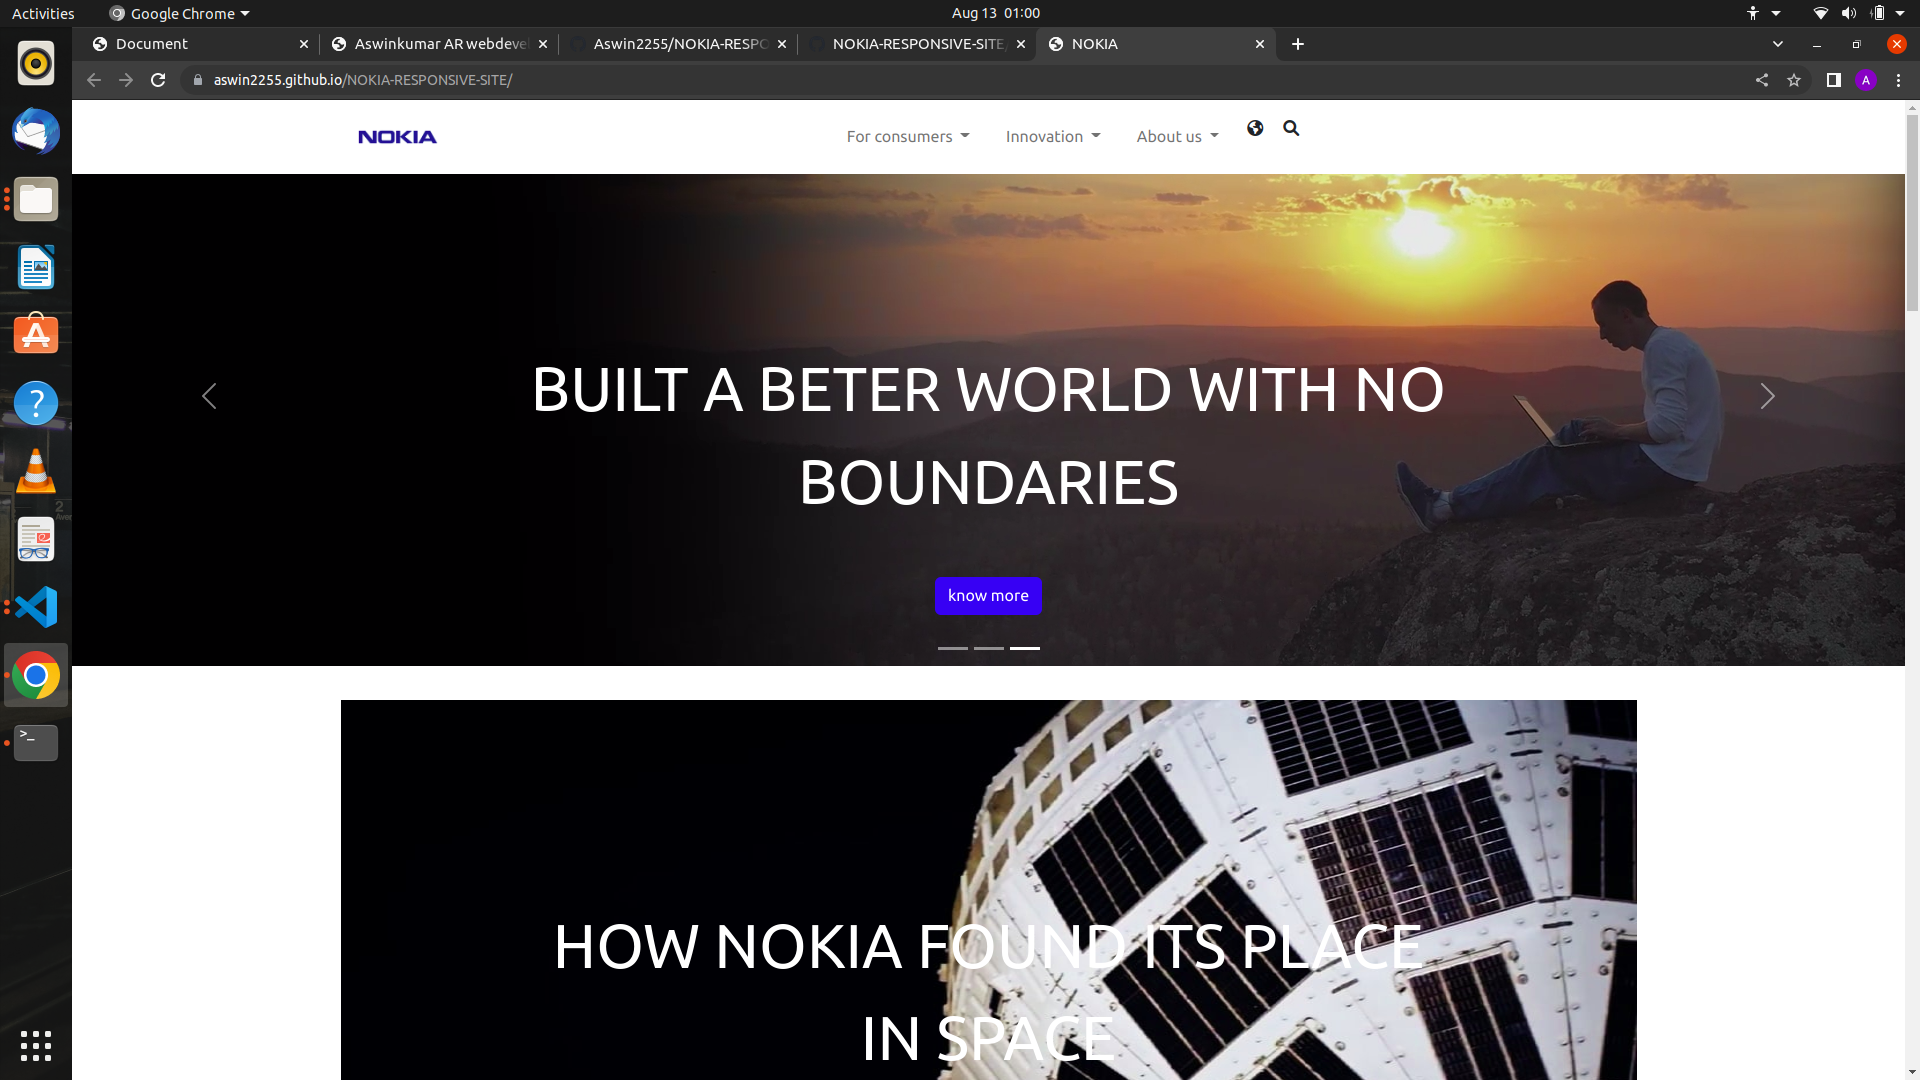 Activities
Google Chrome
Aug 13 01:00
Document
Aswinkumar AR webdeve
Aswin2255/NOKIA-RESPO
NOKIA-RESPONSIVE-SITE
NOKIA
aswin2255.github.io/NOKIA-RESPONSIVE-SITE/
A
NOKIA
For consumers
Innovation
About us
BUILT A BETER WORLD WITH NO
BOUNDARIES
know more
HOW NOKIA FOUND ITS PLACE
IN SPACE